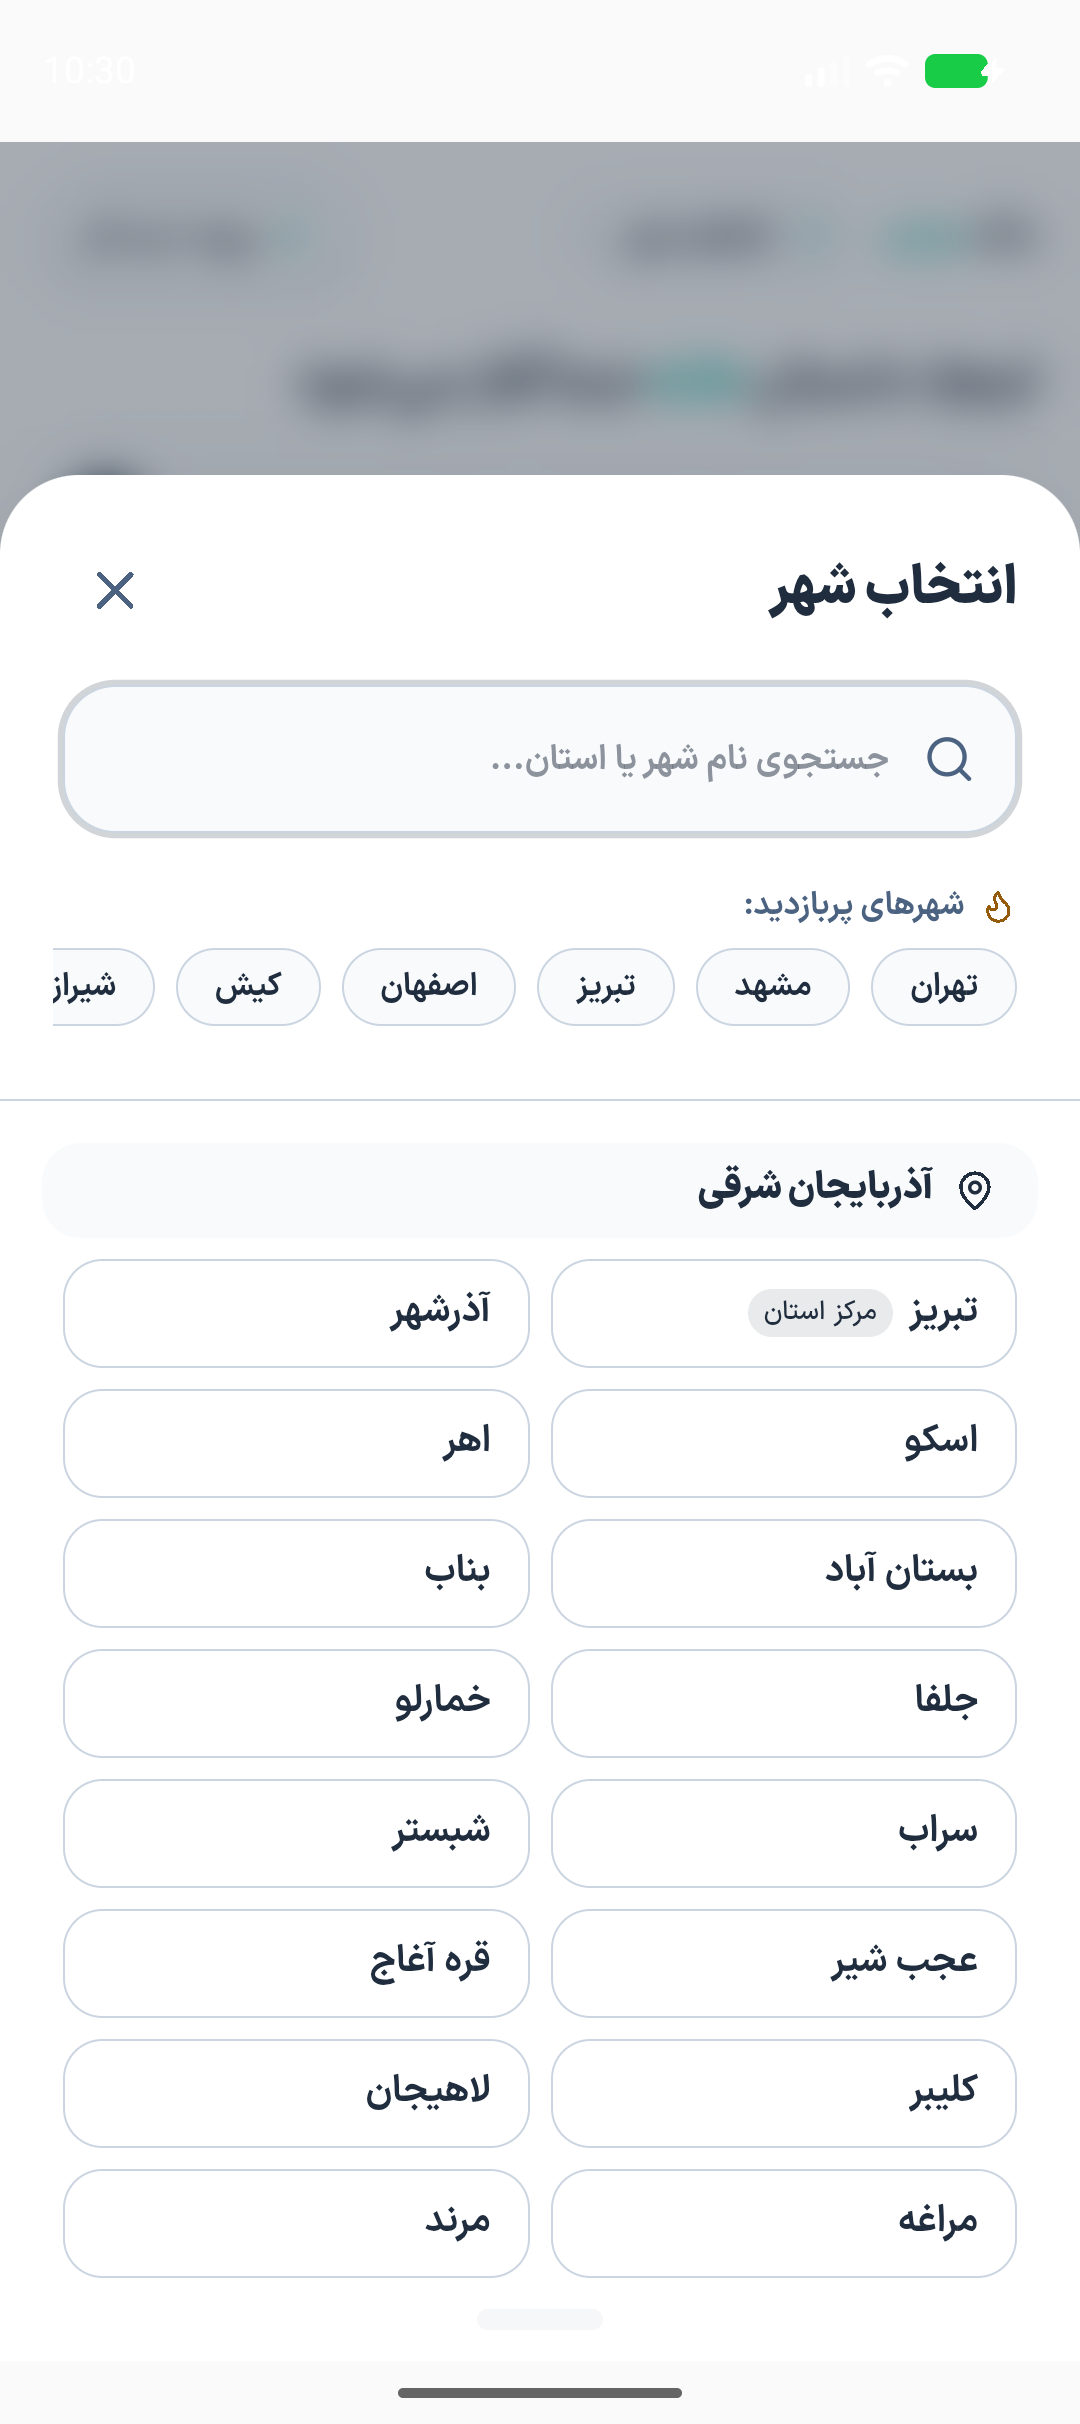 10:30
انتخاب شهر
جستجوی نام شهر یا استان...
شهرهای پربازدید:
تهران مشهد تبریز اصفهان کیش شیراز
آذربایجان شرقی
تبریز مرکز استان آذرشهر
اسکو اهر
بستان آباد بناب
جلفا خمارلو
سراب شبستر
عجب شیر قره آغاج
کلیبر لاهیجان
مراغه مرند